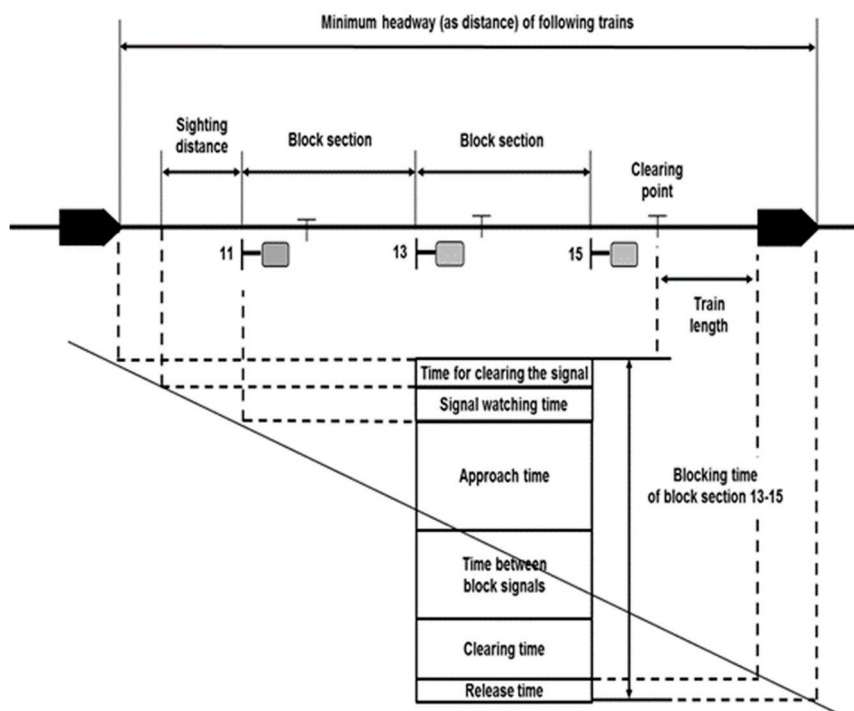 Minimum headway (as distance) of following trains
Sighting
distance
Block section
Block section
Clearing
point
11
13
15
Train
length
Time for clearing the signal
Signal watching time
Approach time
Blocking time
of block section 13-15
Time between
block signals
Clearing time
Release time